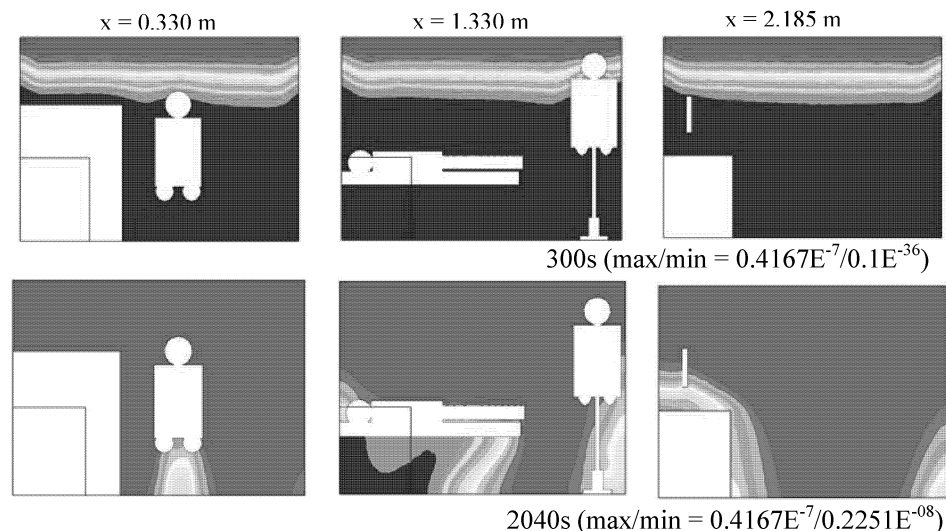 x = 0.330 m
x = 1.330 m
x = 2.185 m
300s (max/min = 0.4167E⁻⁷/0.1E⁻³⁶)
2040s (max/min = 0.4167E⁻⁷/0.2251E⁻⁰⁸)